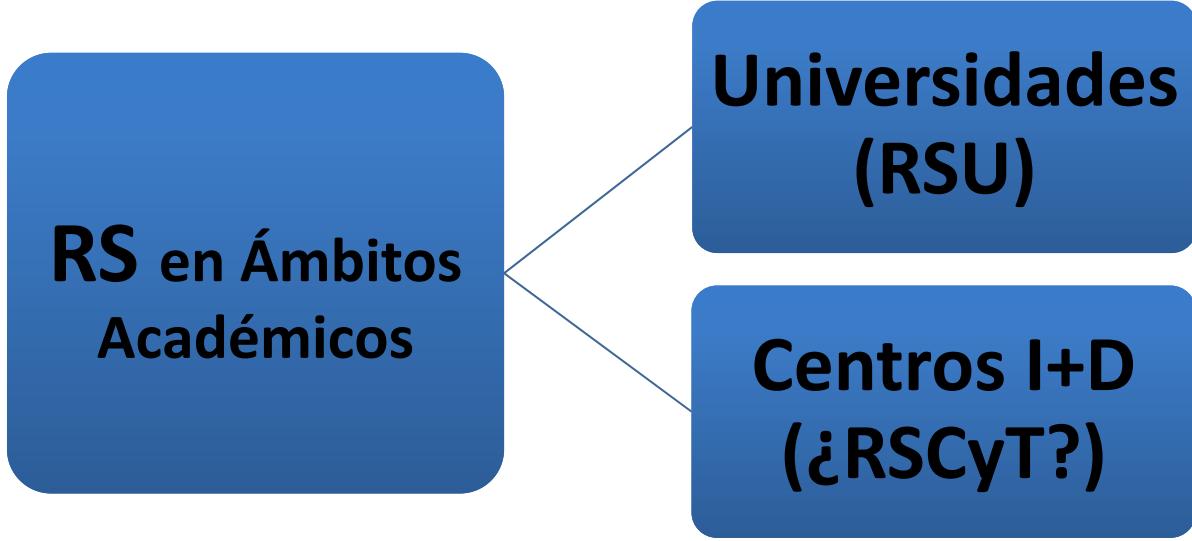 RS en Ámbitos
Académicos
Universidades
(RSU)
Centros I+D
(¿RSCyT?)